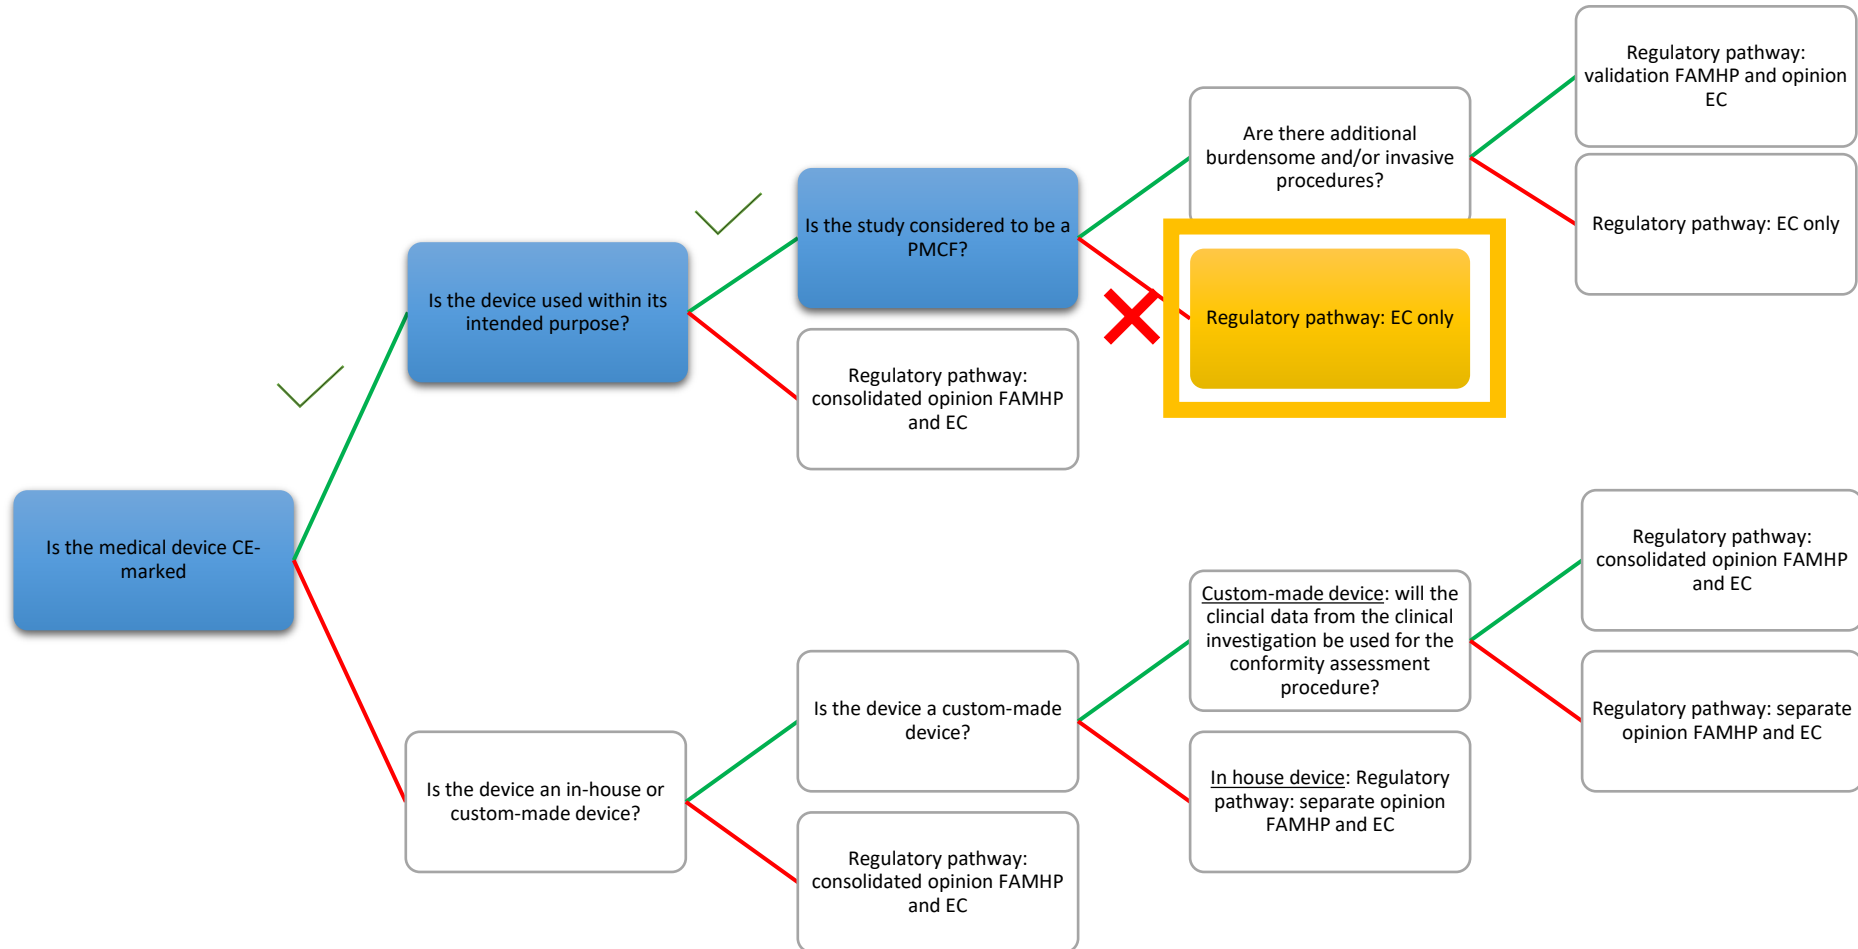 Regulatory pathway:
validation FAMHP and opinion
EC
Are there additional
burdensome and/or invasive
procedures?
Regulatory pathway: EC only
Is the study considered to be a
PMCF?
Is the device used within its
intended purpose?
Regulatory pathway: EC only
Regulatory pathway:
consolidated opinion FAMHP
and EC
Is the medical device CE-
marked
Regulatory pathway:
consolidated opinion FAMHP
and EC
Custom-made device: will the
clincial data from the clinical
investigation be used for the
conformity assessment
procedure?
Is the device a custom-made
device?
Regulatory pathway: separate
opinion FAMHP and EC
Is the device an in-house or
custom-made device?
In house device: Regulatory
pathway: separate opinion
FAMHP and EC
Regulatory pathway:
consolidated opinion FAMHP
and EC